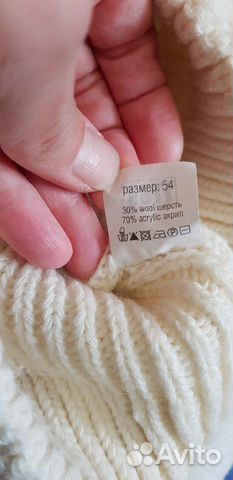 размер: 54
30% wool шерсть
70% acrylic акрил
Avito